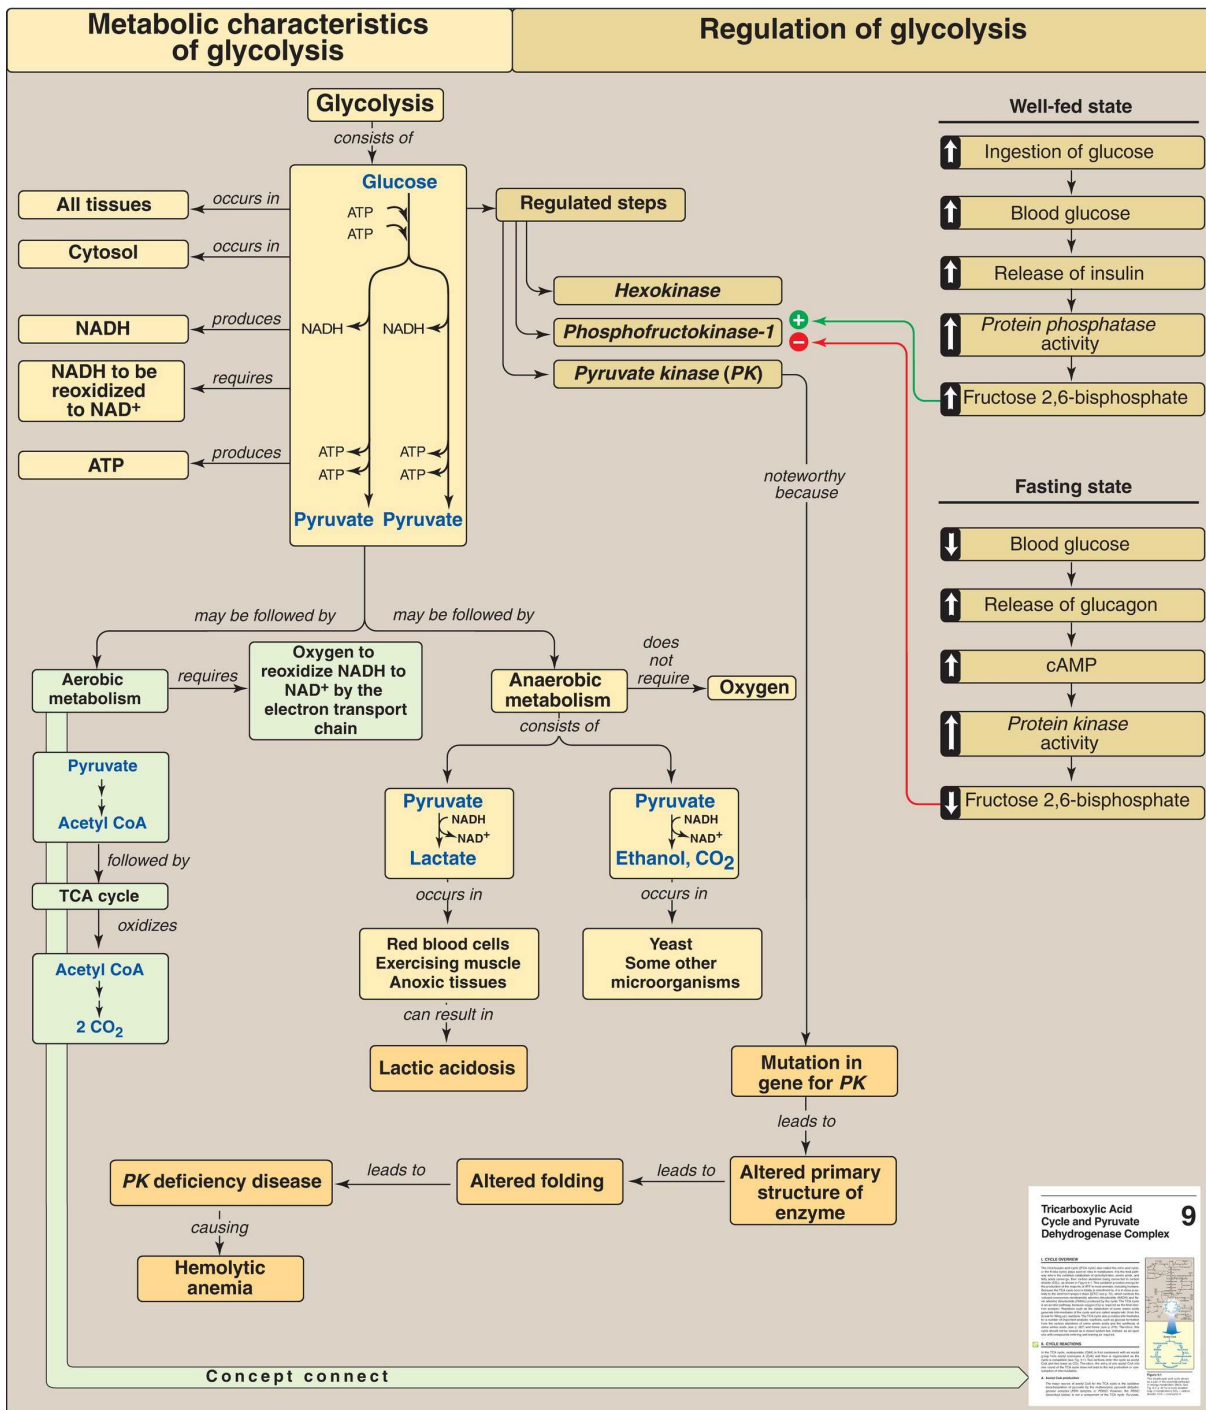 Metabolic characteristics
of glycolysis
Regulation of glycolysis
Glycolysis
consists of
Glucose
ATP
ATP
NADH
NADH
ATP
ATP
ATP
ATP
Pyruvate
Pyruvate
occurs in
All tissues
occurs in
Cytosol
produces
NADH
requires
NADH to be
reoxidized
to NAD+
produces
ATP
Regulated steps
Hexokinase
Phosphofructokinase-1
+
−
Pyruvate kinase (PK)
noteworthy
because
Well-fed state
Ingestion of glucose
Blood glucose
Release of insulin
Protein phosphatase
activity
Fructose 2,6-bisphosphate
Fasting state
Blood glucose
Release of glucagon
cAMP
Protein kinase
activity
Fructose 2,6-bisphosphate
may be followed by
may be followed by
Aerobic
metabolism
requires
Oxygen to
reoxidize NADH to
NAD+ by the
electron transport
chain
Anaerobic
metabolism
does
not
require
Oxygen
consists of
Pyruvate
Acetyl CoA
followed by
TCA cycle
oxidizes
Acetyl CoA
2 CO2
Pyruvate
NADH
NAD+
Lactate
occurs in
Red blood cells
Exercising muscle
Anoxic tissues
can result in
Lactic acidosis
Pyruvate
NADH
NAD+
Ethanol, CO2
occurs in
Yeast
Some other
microorganisms
Mutation in
gene for PK
leads to
Altered primary
structure of
enzyme
leads to
Altered folding
leads to
PK deficiency disease
causing
Hemolytic
anemia
Concept connect
Tricarboxylic Acid
Cycle and Pyruvate
Dehydrogenase Complex
9
I. CYCLE OVERVIEW
II. CYCLE REACTIONS